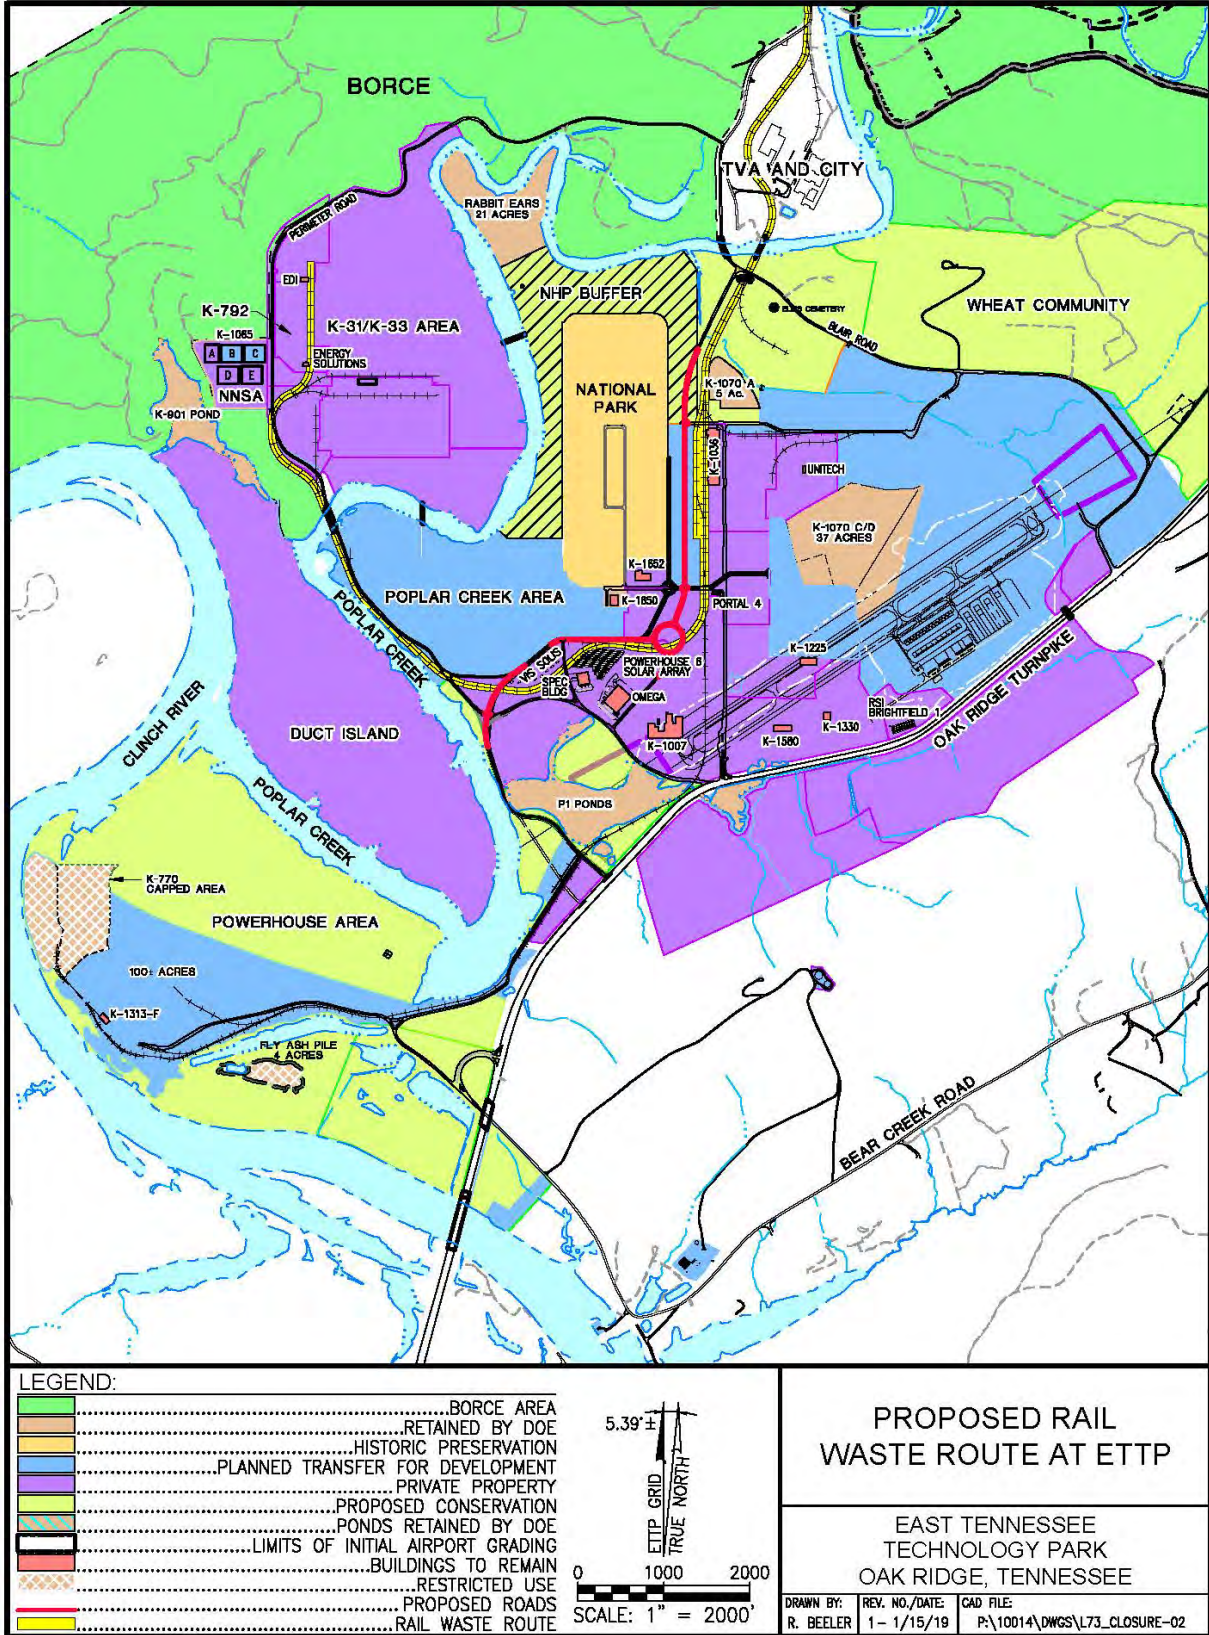 BORCE
TVA AND CITY
RABBIT EARS
21 ACRES
PERIMETER ROAD
EDI
NHP BUFFER
K-792
K-31/K-33 AREA
WHEAT COMMUNITY
CEMETERY
BLAIR ROAD
K-1065
A B C
D E
NNSA
ENERGY
SOLUTIONS
K-901 POND
NATIONAL
PARK
K-1070 A
5 Ac.
K-1036
UNITECH
K-1070 C/D
37 ACRES
K-1652
K-1650
POPLAR CREEK AREA
PORTAL 4
POPLAR CREEK
VIS SOLIS
POWERHOUSE 6
SOLAR ARRAY
SPEC
BLDG
OMEGA
K-1225
RSI
BRIGHTFIELD 1
OAK RIDGE TURNPIKE
K-1007
K-1580
K-1330
CLINCH RIVER
DUCT ISLAND
POPLAR CREEK
P1 PONDS
K-770
CAPPED AREA
POWERHOUSE AREA
100± ACRES
K-1313-F
FLY ASH PILE
4 ACRES
BEAR CREEK ROAD
LEGEND:
BORCE AREA
RETAINED BY DOE
HISTORIC PRESERVATION
PLANNED TRANSFER FOR DEVELOPMENT
PRIVATE PROPERTY
PROPOSED CONSERVATION
PONDS RETAINED BY DOE
LIMITS OF INITIAL AIRPORT GRADING
BUILDINGS TO REMAIN
RESTRICTED USE
PROPOSED ROADS
RAIL WASTE ROUTE
5.39°±
ETTP GRID
TRUE NORTH
0 1000 2000
SCALE: 1" = 2000'
PROPOSED RAIL
WASTE ROUTE AT ETTP
EAST TENNESSEE
TECHNOLOGY PARK
OAK RIDGE, TENNESSEE
DRAWN BY:
R. BEELER
REV. NO./DATE:
1- 1/15/19
CAD FILE:
P:\10014\DWGS\L73_CLOSURE-02